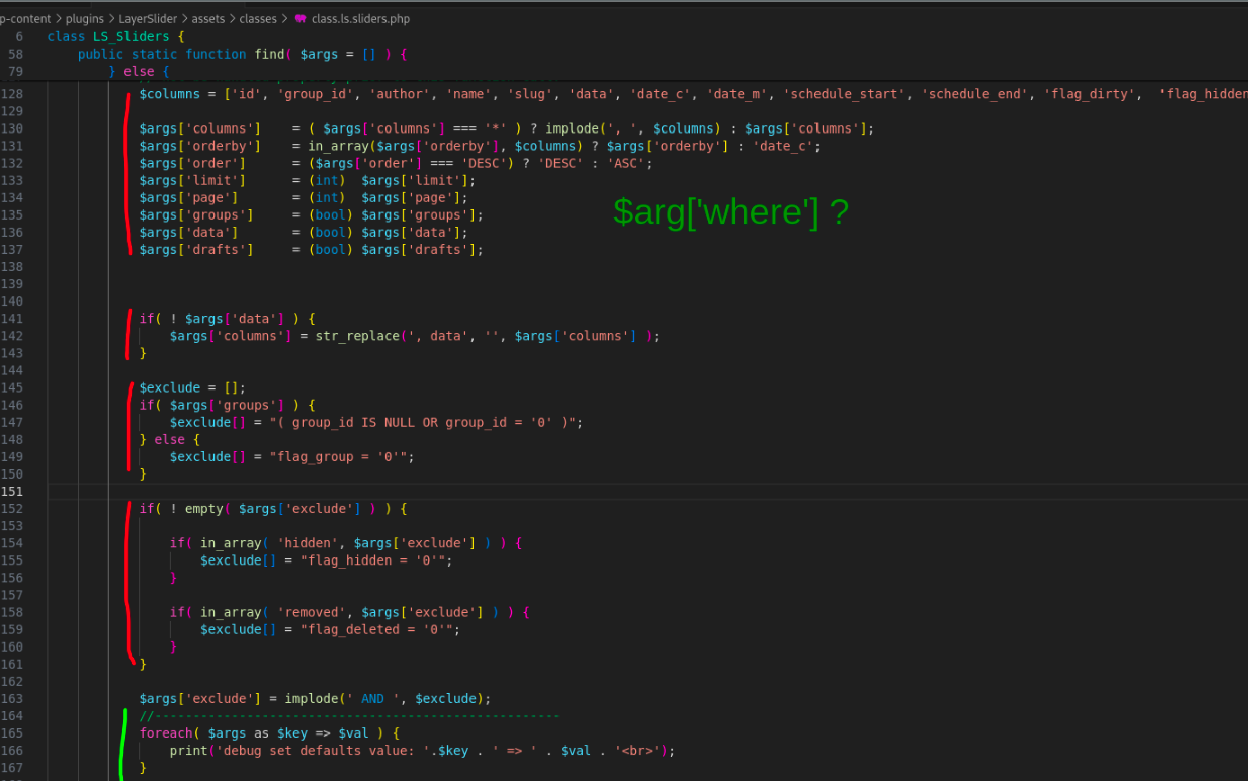 p-content > plugins > LayerSlider > assets > classes > class.ls.sliders.php
6 class LS_Sliders {
58 public static function find( $args = [] ) {
79 } else {
128 $columns = ['id', 'group_id', 'author', 'name', 'slug', 'data', 'date_c', 'date_m', 'schedule_start', 'schedule_end', 'flag_dirty', 'flag_hidden
129
130 $args['columns'] = ( $args['columns'] === '*' ) ? implode(', ', $columns) : $args['columns'];
131 $args['orderby'] = in_array($args['orderby'], $columns) ? $args['orderby'] : 'date_c';
132 $args['order'] = ($args['order'] === 'DESC') ? 'DESC' : 'ASC';
133 $args['limit'] = (int) $args['limit'];
134 $args['page'] = (int) $args['page'];
135 $args['groups'] = (bool) $args['groups'];
$arg['where'] ?
136 $args['data'] = (bool) $args['data'];
137 $args['drafts'] = (bool) $args['drafts'];
138
139
140
141 if( ! $args['data'] ) {
142 $args['columns'] = str_replace(', data', '', $args['columns'] );
143 }
144
145 $exclude = [];
146 if( $args['groups'] ) {
147 $exclude[] = "( group_id IS NULL OR group_id = '0' )";
148 } else {
149 $exclude[] = "flag_group = '0'";
150 }
151
152 if( ! empty( $args['exclude'] ) ) {
153
154 if( in_array( 'hidden', $args['exclude'] ) ) {
155 $exclude[] = "flag_hidden = '0'";
156 }
157
158 if( in_array( 'removed', $args['exclude'] ) ) {
159 $exclude[] = "flag_deleted = '0'";
160 }
161 }
162
163 $args['exclude'] = implode(' AND ', $exclude);
164 //------------------------------------------------------
165 foreach( $args as $key => $val ) {
166 print('debug set defaults value: '.$key . ' => ' . $val . '<br>');
167 }